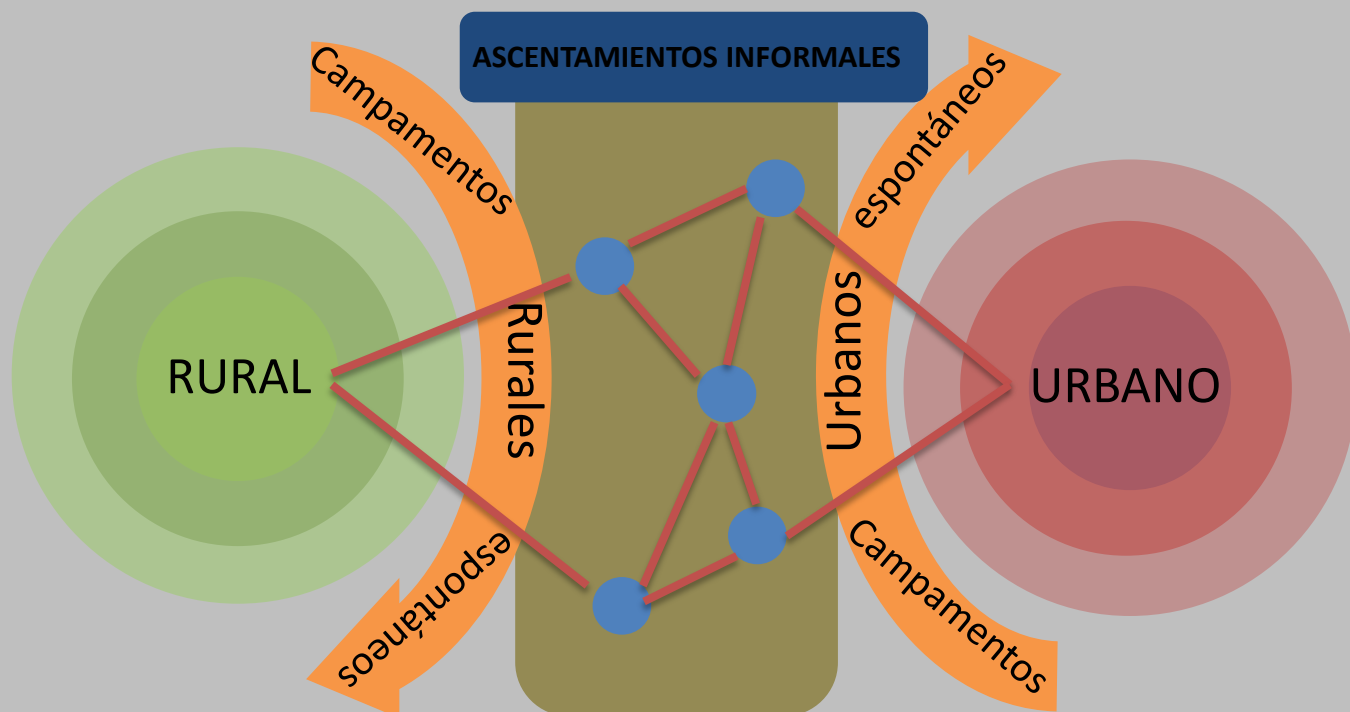 ASCENTAMIENTOS INFORMALES
Campamentos
Rurales
espontáneos
RURAL
Campamentos
Urbanos
espontáneos
URBANO